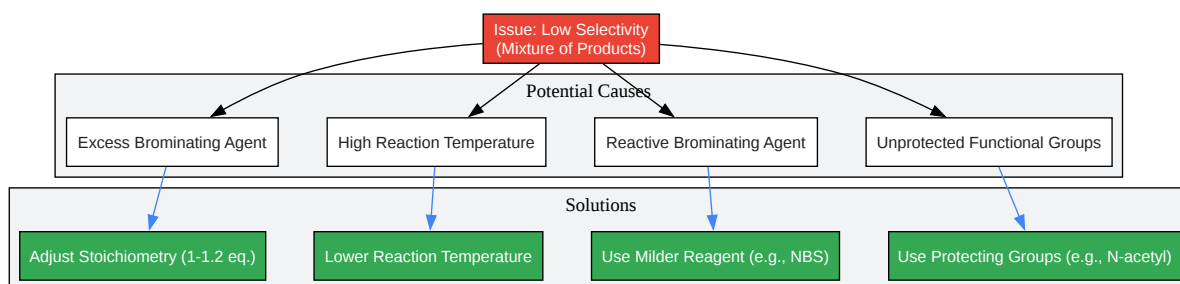 Issue: Low Selectivity
(Mixture of Products)
Potential Causes
Excess Brominating Agent
High Reaction Temperature
Reactive Brominating Agent
Unprotected Functional Groups
Solutions
Adjust Stoichiometry (1-1.2 eq.)
Lower Reaction Temperature
Use Milder Reagent (e.g., NBS)
Use Protecting Groups (e.g., N-acetyl)